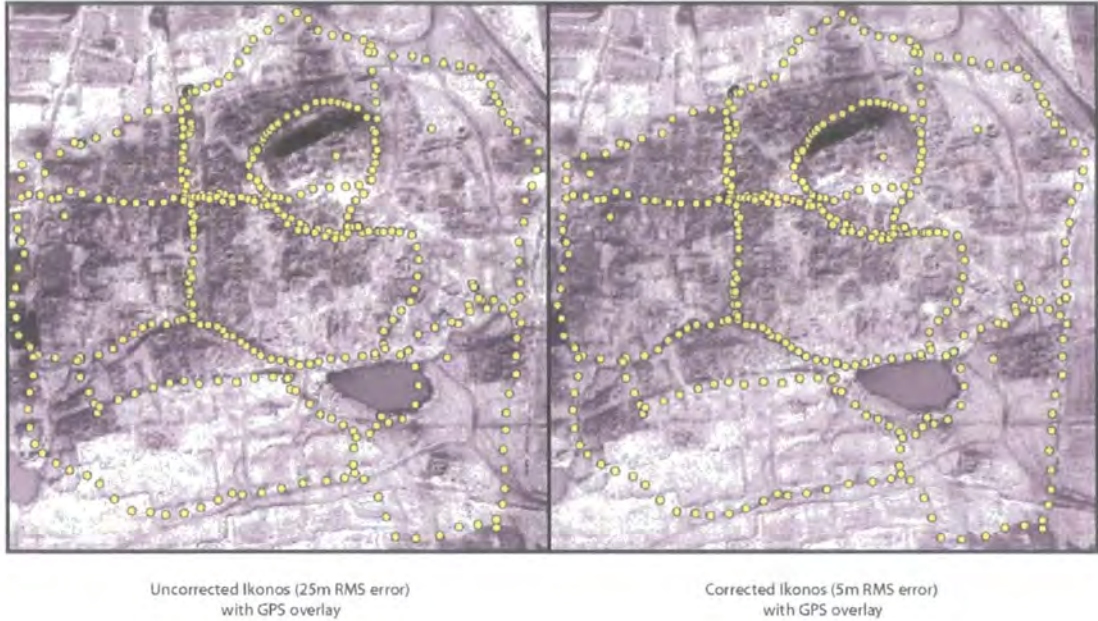 Uncorrected Ikonos (25m RMS error)
with GPS overlay
Corrected Ikonos (5m RMS error)
with GPS overlay